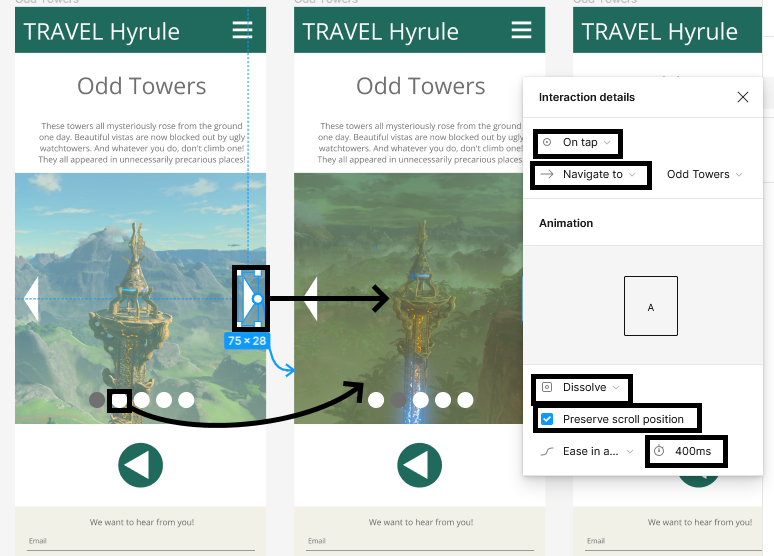 Odd Towers
Odd Towers
TRAVEL Hyrule
TRAVEL Hyrule
TRAVEL Hyrule
Odd Towers
Odd Towers
These towers all mysteriously rose from the ground
one day. Beautiful vistas are now blocked out by ugly
watchtowers. And whatever you do, don't climb one!
They all appeared in unnecessarily precarious places!
These towers all mysteriously rose from the ground
one day. Beautiful vistas are now blocked out by ugly
watchtowers. And whatever you do, don't climb one!
They all appeared in unnecessarily precarious places!
75 × 28
We want to hear from you!
Email
We want to hear from you!
Email
We want to hear from you!
Email
Interaction details
On tap
Navigate to
Odd Towers
Animation
A
Dissolve
Preserve scroll position
Ease in a...
400ms